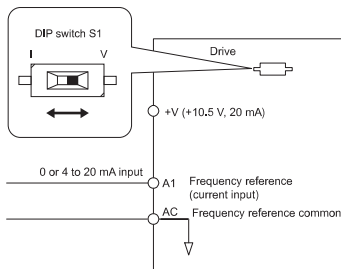 DIP switch S1
I V
Drive
+V (+10.5 V, 20 mA)
0 or 4 to 20 mA input
A1 Frequency reference
(current input)
AC Frequency reference common